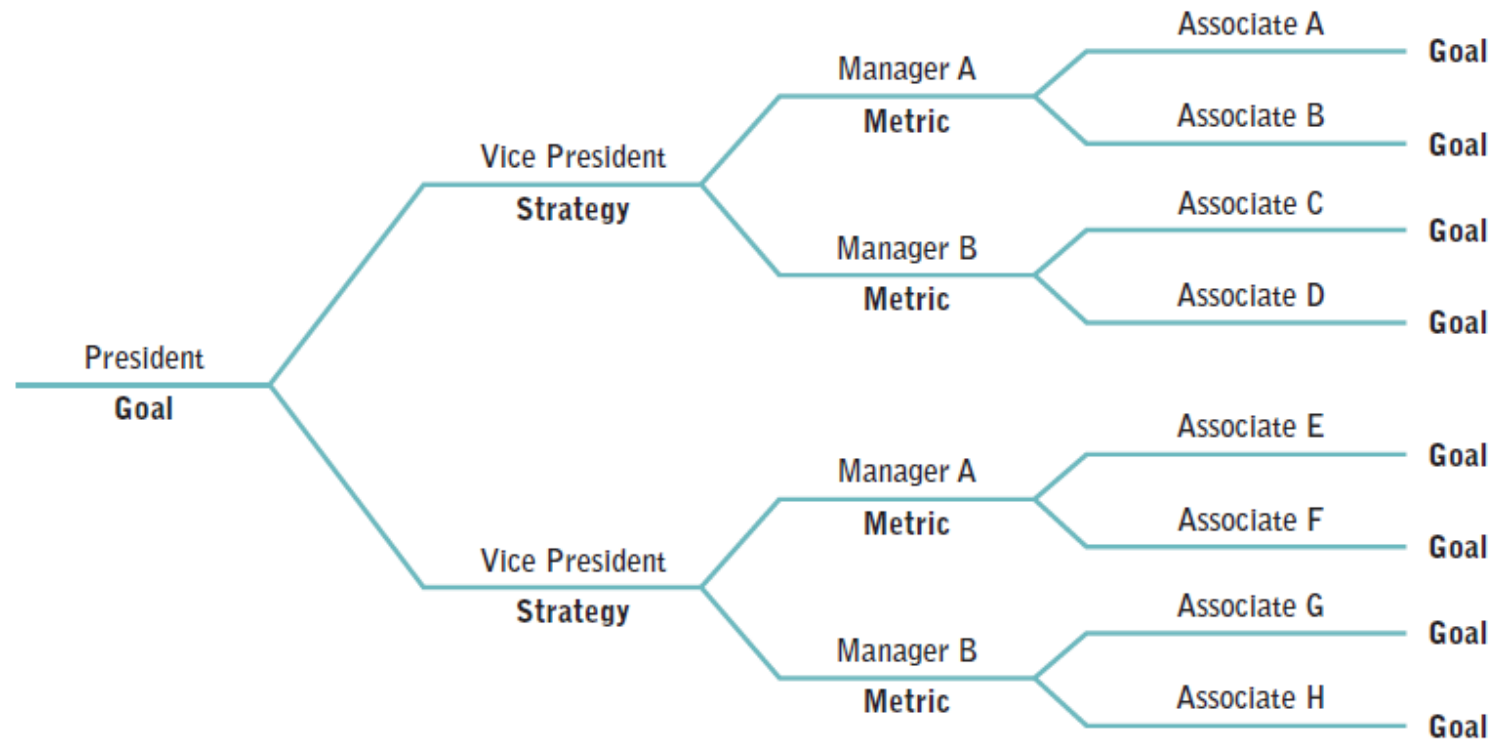 Associate A
Goal
Manager A
Metric
Associate B
Goal
Vice President
Strategy
Associate C
Goal
Manager B
Metric
Associate D
Goal
President
Goal
Associate E
Goal
Manager A
Metric
Associate F
Goal
Vice President
Strategy
Associate G
Goal
Manager B
Metric
Associate H
Goal